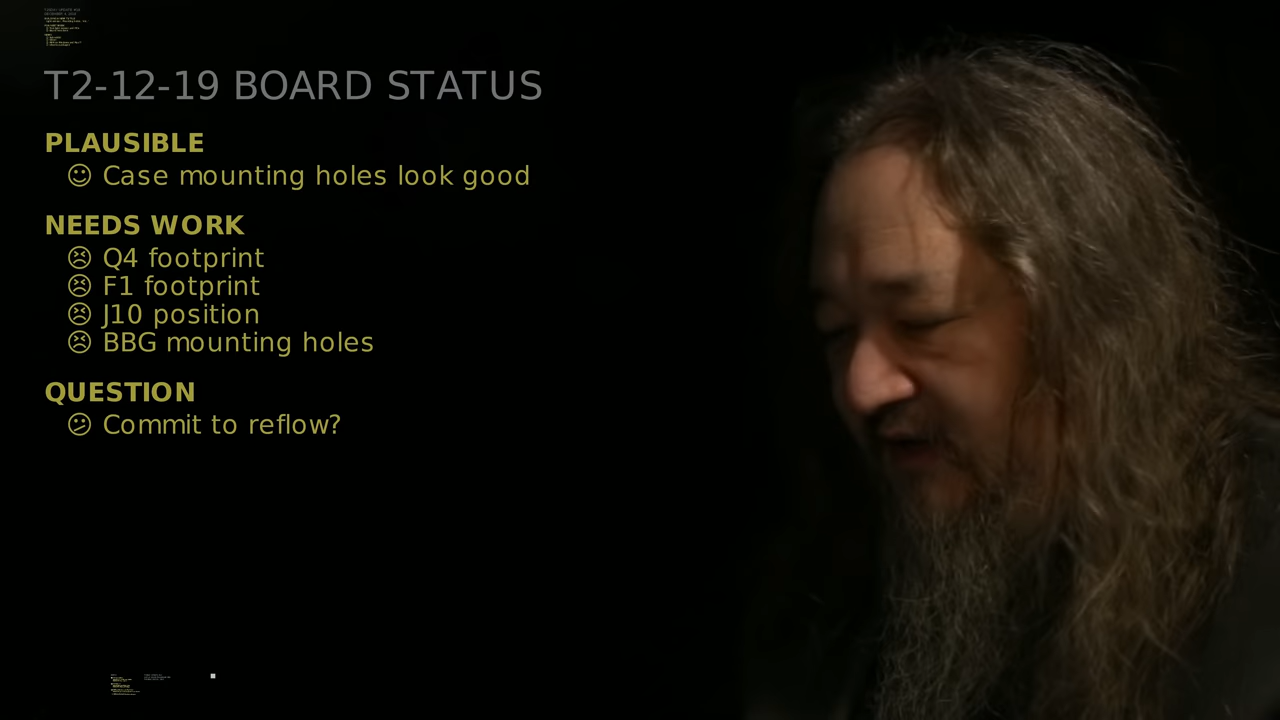 T2-12-19 BOARD STATUS
PLAUSIBLE
☺ Case mounting holes look good
NEEDS WORK
☹ Q4 footprint
☹ F1 footprint
☹ J10 position
☹ BBG mounting holes
QUESTION
🫤 Commit to reflow?